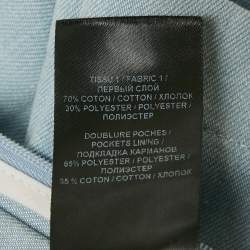 TISSU 1 / FABRIC 1 /
ПЕРВЫЙ СЛОЙ
70% COTON / COTTON / ХЛОПОК
30% POLYESTER / POLYESTER /
ПОЛИЭСТЕР
DOUBLURE POCHES /
POCKETS LINING /
ПОДКЛАДКА КАРМАНОВ
65% POLYESTER / POLYESTER /
ПОЛИЭСТЕР
35 % COTON / COTTON / ХЛОПОК